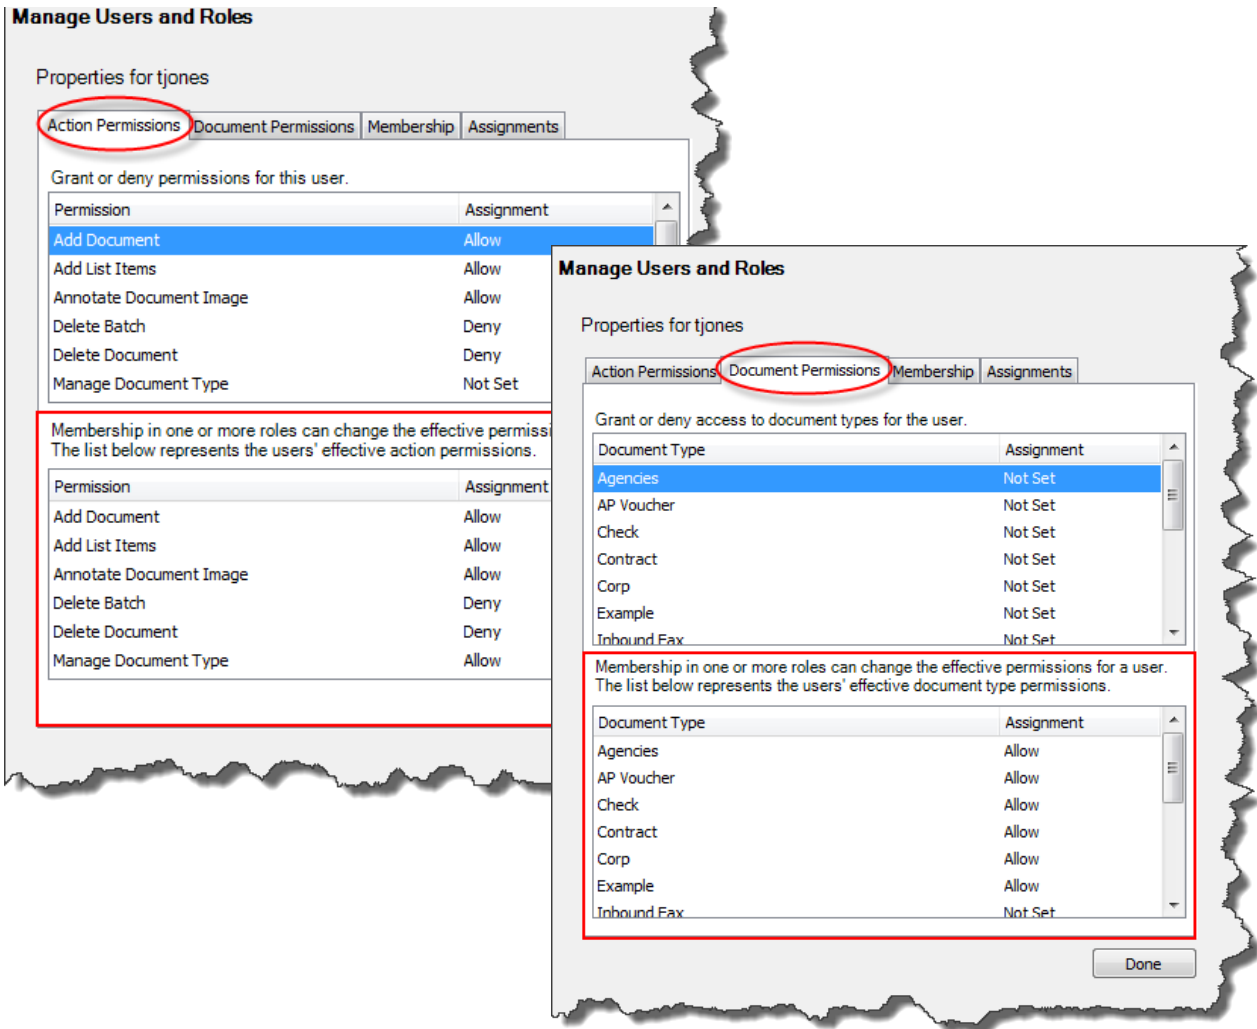 Manage Users and Roles
Properties for tjones
Action Permissions Document Permissions Membership Assignments
Grant or deny permissions for this user.
Permission Assignment
Add Document Allow
Add List Items Allow
Annotate Document Image Allow
Delete Batch Deny
Delete Document Deny
Manage Document Type Not Set
Membership in one or more roles can change the effective permissi
The list below represents the users' effective action permissions.
Permission Assignment
Add Document Allow
Add List Items Allow
Annotate Document Image Allow
Delete Batch Deny
Delete Document Deny
Manage Document Type Allow
Manage Users and Roles
Properties for tjones
Action Permissions Document Permissions Membership Assignments
Grant or deny access to document types for the user.
Document Type Assignment
Agencies Not Set
AP Voucher Not Set
Check Not Set
Contract Not Set
Corp Not Set
Example Not Set
Inbound Fax Not Set
Membership in one or more roles can change the effective permissions for a user.
The list below represents the users' effective document type permissions.
Document Type Assignment
Agencies Allow
AP Voucher Allow
Check Allow
Contract Allow
Corp Allow
Example Allow
Inbound Fax Not Set
Done